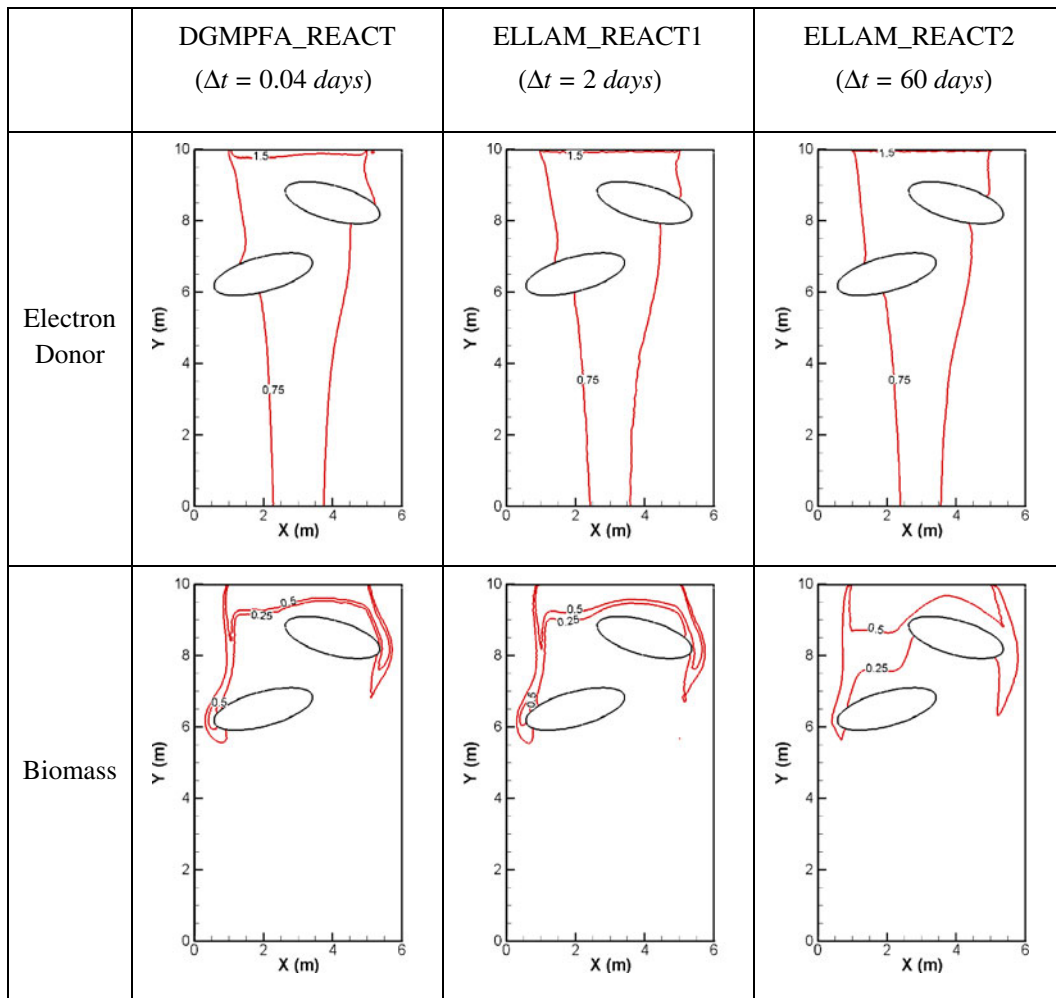 DGMPFA_REACT
(Δt = 0.04 days)
ELLAM_REACT1
(Δt = 2 days)
ELLAM_REACT2
(Δt = 60 days)
Electron
Donor
10
8
6
4
2
0
Y (m)
1.5
0.75
0 2 4 6
X (m)
10
8
6
4
2
0
Y (m)
1.5
0.75
0 2 4 6
X (m)
10
8
6
4
2
0
Y (m)
1.5
0.75
0 2 4 6
X (m)
Biomass
10
8
6
4
2
0
Y (m)
0.5
0.25
0.5
0 2 4 6
X (m)
10
8
6
4
2
0
Y (m)
0.5
0.25
0.5
0 2 4 6
X (m)
10
8
6
4
2
0
Y (m)
0.5
0.25
0 2 4 6
X (m)